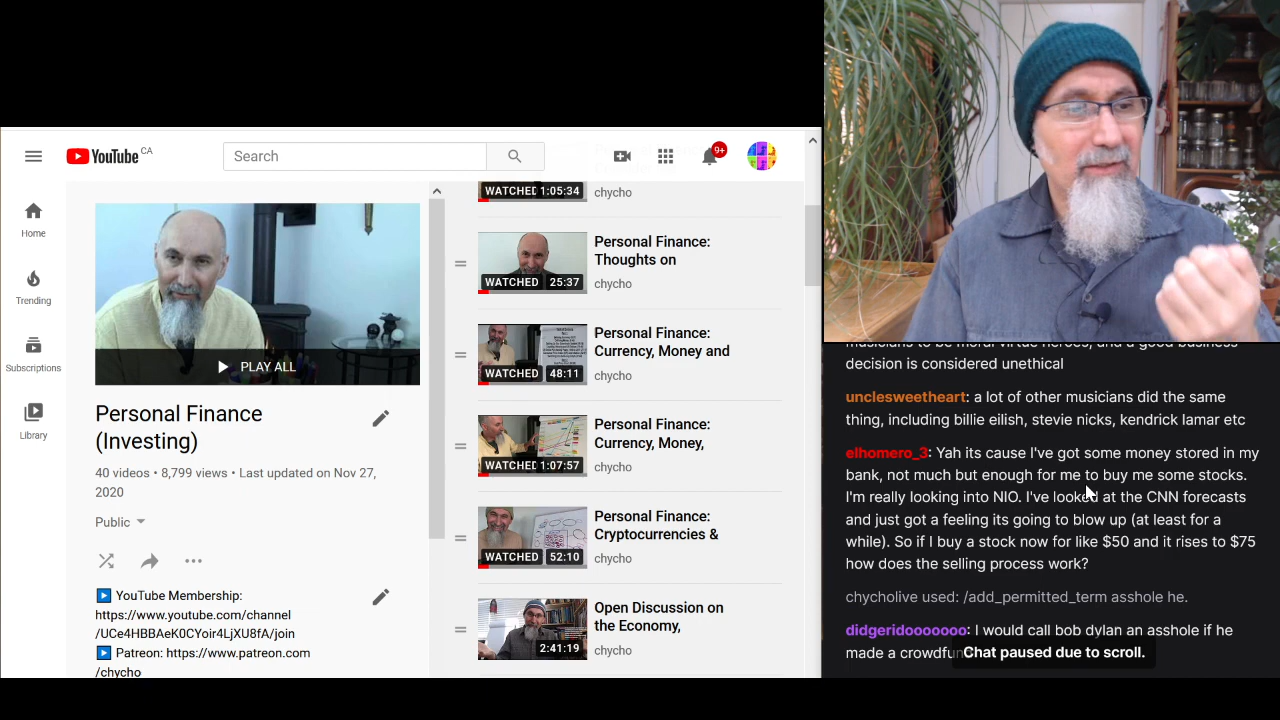 YouTube CA
Search
9+
Home
Trending
Subscriptions
Library
PLAY ALL
Personal Finance
(Investing)
40 videos • 8,799 views • Last updated on Nov 27,
2020
Public
YouTube Membership:
https://www.youtube.com/channel
/UCe4HBBAeK0CYoir4LjXU8fA/join
Patreon: https://www.patreon.com
/chycho
WATCHED 1:05:34
chycho
WATCHED 25:37
Personal Finance:
Thoughts on
chycho
WATCHED 48:11
Personal Finance:
Currency, Money and
chycho
WATCHED 1:07:57
Personal Finance:
Currency, Money,
chycho
WATCHED 52:10
Personal Finance:
Cryptocurrencies &
chycho
2:41:19
Open Discussion on
the Economy,
chycho
musicians to be moral virtue heroes, and a good business
decision is considered unethical
unclesweetheart: a lot of other musicians did the same
thing, including billie eilish, stevie nicks, kendrick lamar etc
elhomero_3: Yah its cause I've got some money stored in my
bank, not much but enough for me to buy me some stocks.
I'm really looking into NIO. I've looked at the CNN forecasts
and just got a feeling its going to blow up (at least for a
while). So if I buy a stock now for like $50 and it rises to $75
how does the selling process work?
chycholive used: /add_permitted_term asshole he.
didgeridooooooo: I would call bob dylan an asshole if he
made a crowdfun
Chat paused due to scroll.